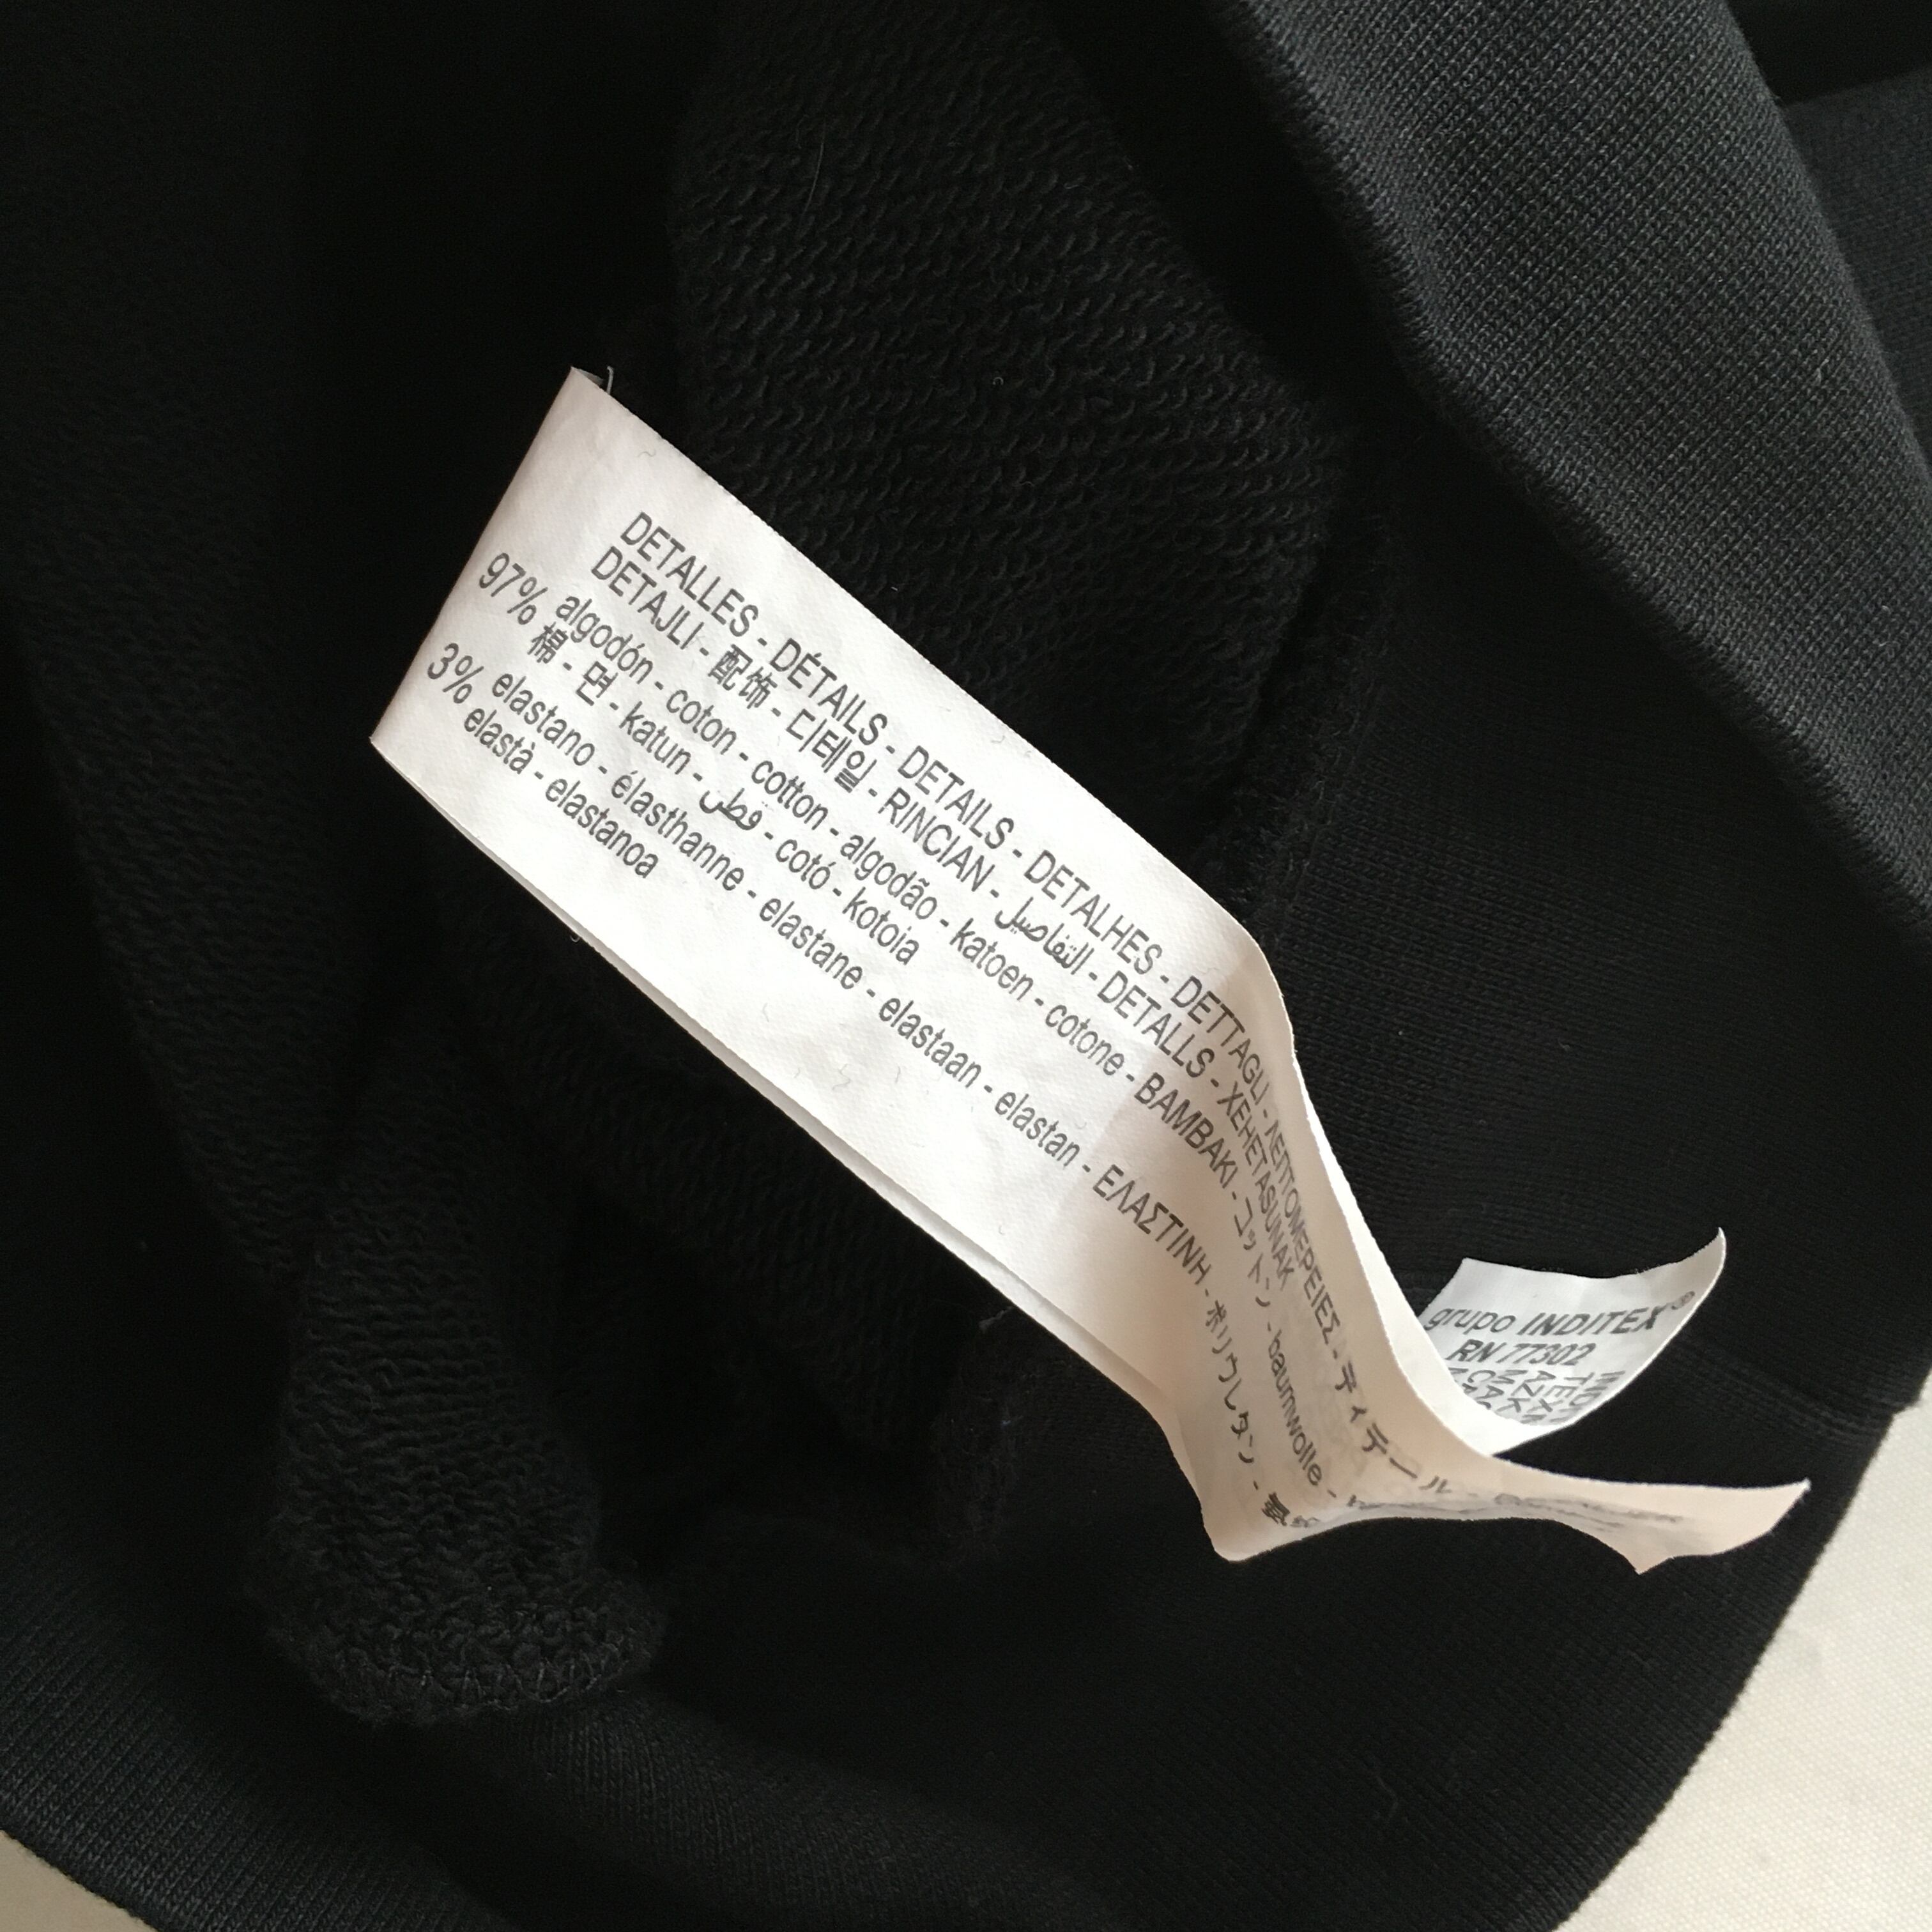 DETALLES - DÉTAILS - DETAILS - DETALHES - DETTAGLI - ΛΕΠΤΟΜΕΡΕΙΕΣ - ディテール -
DETAJLI - 配饰 - 디테일 - RINCIAN - التفاصيل - DETALLS - XEHETASUNAK
97% algodón - coton - cotton - algodão - katoen - cotone - BAMBAKI - コットン - baumwolle -
棉 - 면 - katun - قطن - cotó - kotoia
3% elastano - élasthanne - elastane - elastaan - elastan - ΕΛΑΣΤΙΝΗ - ポリウレタン -
elastà - elastanoa
grupo INDITEX®
RN 77302